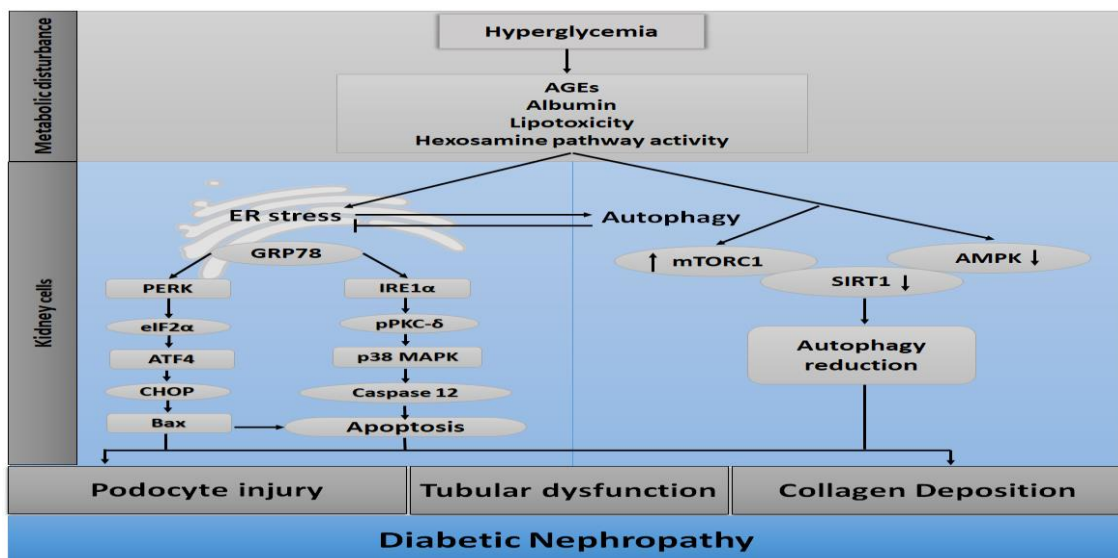 Metabolic disturbance
Hyperglycemia
AGEs
Albumin
Lipotoxicity
Hexosamine pathway activity
Kidney cells
ER stress
Autophagy
GRP78
↑ mTORC1
AMPK ↓
SIRT1 ↓
PERK
IRE1α
eIF2α
pPKC-δ
ATF4
p38 MAPK
Autophagy
reduction
CHOP
Caspase 12
Bax
Apoptosis
Podocyte injury
Tubular dysfunction
Collagen Deposition
Diabetic Nephropathy